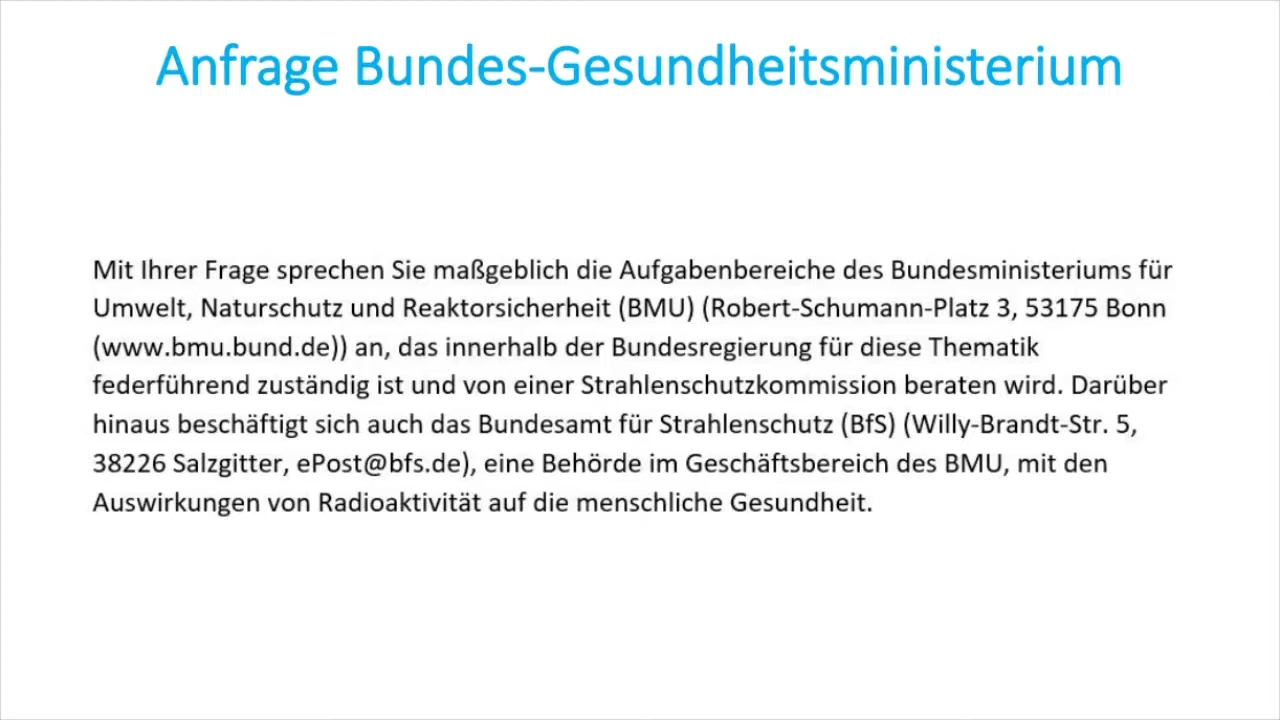 Anfrage Bundes-Gesundheitsministerium
Mit Ihrer Frage sprechen Sie maßgeblich die Aufgabenbereiche des Bundesministeriums für
Umwelt, Naturschutz und Reaktorsicherheit (BMU) (Robert-Schumann-Platz 3, 53175 Bonn
(www.bmu.bund.de)) an, das innerhalb der Bundesregierung für diese Thematik
federführend zuständig ist und von einer Strahlenschutzkommission beraten wird. Darüber
hinaus beschäftigt sich auch das Bundesamt für Strahlenschutz (BfS) (Willy-Brandt-Str. 5,
38226 Salzgitter, ePost@bfs.de), eine Behörde im Geschäftsbereich des BMU, mit den
Auswirkungen von Radioaktivität auf die menschliche Gesundheit.